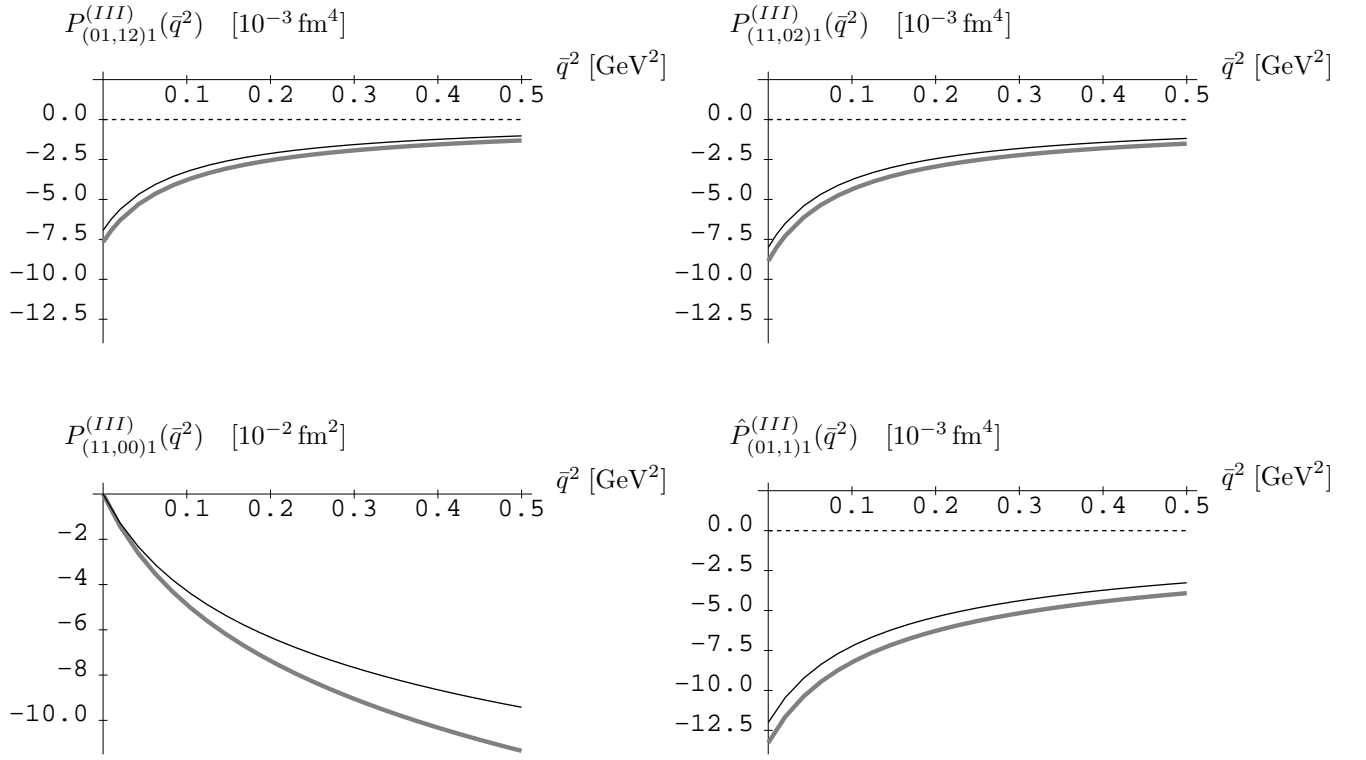 P^{(III)}_{(01,12)1}(q̄²) [10⁻³ fm⁴]
q̄² [GeV²]
0.1 0.2 0.3 0.4 0.5
0.0
−2.5
−5.0
−7.5
−10.0
−12.5
P^{(III)}_{(11,02)1}(q̄²) [10⁻³ fm⁴]
q̄² [GeV²]
0.1 0.2 0.3 0.4 0.5
0.0
−2.5
−5.0
−7.5
−10.0
−12.5
P^{(III)}_{(11,00)1}(q̄²) [10⁻² fm²]
q̄² [GeV²]
0.1 0.2 0.3 0.4 0.5
−2
−4
−6
−8
−10.0
P̂^{(III)}_{(01,1)1}(q̄²) [10⁻³ fm⁴]
q̄² [GeV²]
0.1 0.2 0.3 0.4 0.5
0.0
−2.5
−5.0
−7.5
−10.0
−12.5